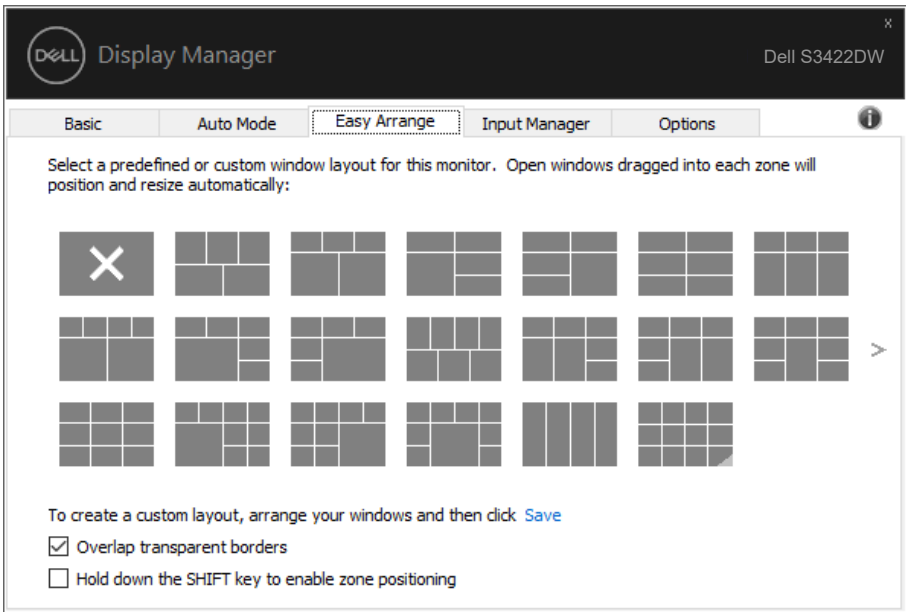 x
DELL Display Manager
Dell S3422DW
Basic Auto Mode Easy Arrange Input Manager Options
Select a predefined or custom window layout for this monitor. Open windows dragged into each zone will
position and resize automatically:
>
To create a custom layout, arrange your windows and then click Save
Overlap transparent borders
Hold down the SHIFT key to enable zone positioning